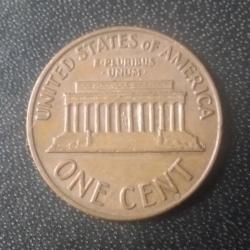 UNITED STATES OF AMERICA
E·PLURIBUS
·UNUM·
ONE CENT